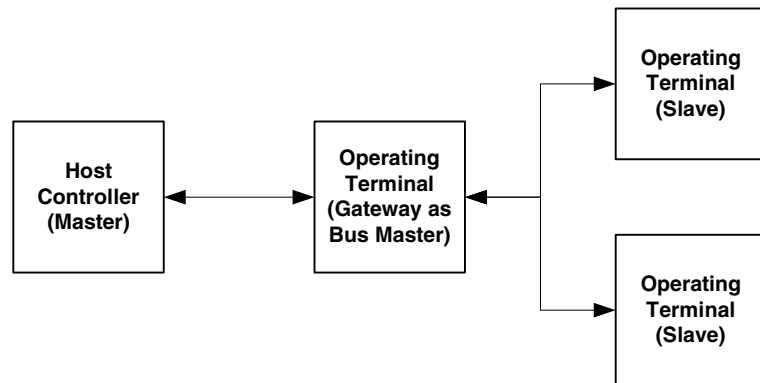 Host
Controller
(Master)
Operating
Terminal
(Gateway as
Bus Master)
Operating
Terminal
(Slave)
Operating
Terminal
(Slave)